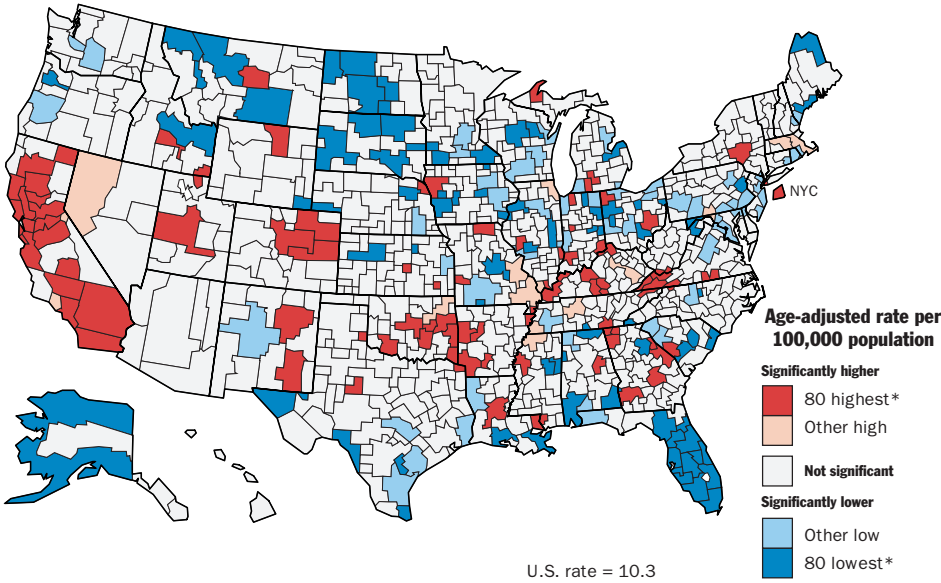 NYC
Age-adjusted rate per
100,000 population
Significantly higher
80 highest*
Other high
Not significant
Significantly lower
Other low
80 lowest*
U.S. rate = 10.3